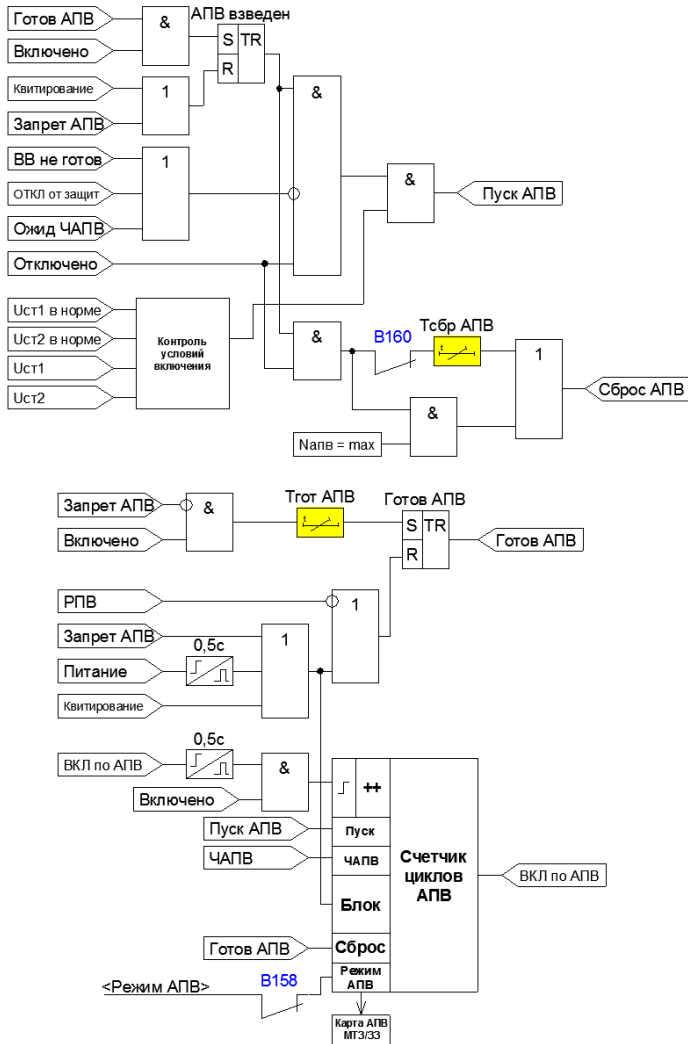 Готов АПВ
Включено
&
АПВ взведен
S TR
R
Квитирование
Запрет АПВ
1
ВВ не готов
ОТКЛ от защит
Ожид ЧАПВ
1
&
Отключено
&
Пуск АПВ
Uст1 в норме
Uст2 в норме
Uст1
Uст2
Контроль
условий
включения
&
B160
t
Тсбр АПВ
1
Сброс АПВ
Nапв = max
&
Запрет АПВ
Включено
&
Тгот АПВ
t
Готов АПВ
S TR
R
Готов АПВ
РПВ
1
Запрет АПВ
Питание
0,5с
Квитирование
1
ВКЛ по АПВ
0,5с
Включено
&
++
Пуск АПВ
Пуск
ЧАПВ
ЧАПВ
Блок
Счетчик
циклов
АПВ
ВКЛ по АПВ
Готов АПВ
Сброс
<Режим АПВ>
B158
Режим
АПВ
Карта АПВ
МТЗ/ЗЗ